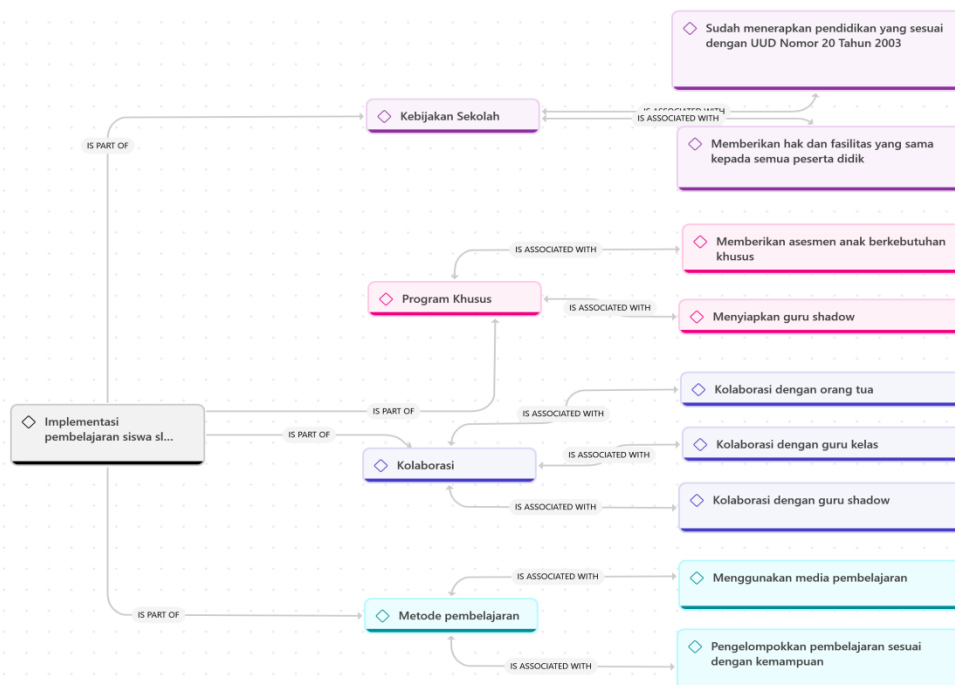 Sudah menerapkan pendidikan yang sesuai
dengan UUD Nomor 20 Tahun 2003
Kebijakan Sekolah
IS ASSOCIATED WITH
IS ASSOCIATED WITH
IS PART OF
Memberikan hak dan fasilitas yang sama
kepada semua peserta didik
Memberikan asesmen anak berkebutuhan
khusus
IS ASSOCIATED WITH
Program Khusus
IS ASSOCIATED WITH
Menyiapkan guru shadow
Kolaborasi dengan orang tua
IS PART OF
IS ASSOCIATED WITH
Implementasi
pembelajaran siswa sl...
IS PART OF
Kolaborasi dengan guru kelas
IS ASSOCIATED WITH
Kolaborasi
Kolaborasi dengan guru shadow
IS ASSOCIATED WITH
IS ASSOCIATED WITH
Menggunakan media pembelajaran
IS PART OF
Metode pembelajaran
Pengelompokkan pembelajaran sesuai
dengan kemampuan
IS ASSOCIATED WITH